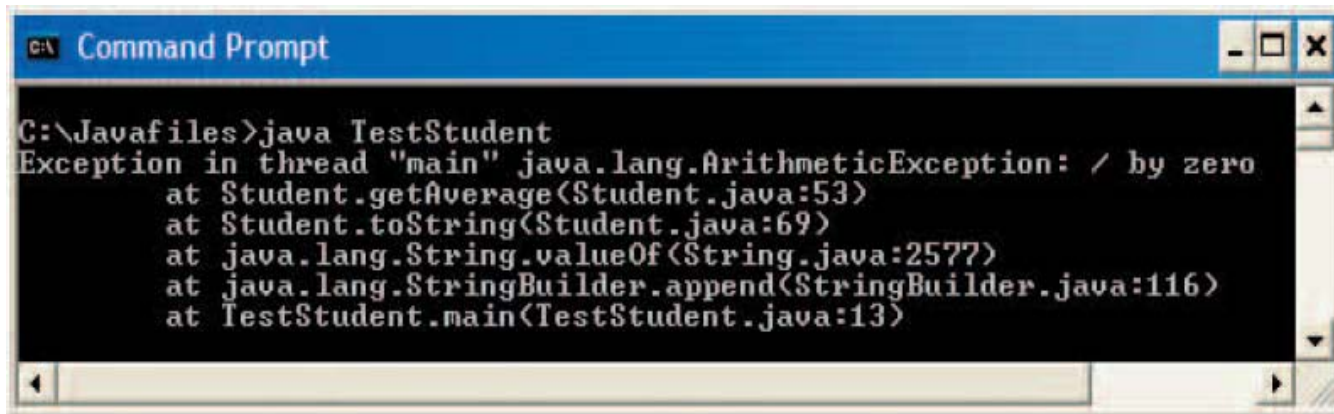 C:\ Command Prompt
C:\Javafiles>java TestStudent
Exception in thread "main" java.lang.ArithmeticException: / by zero
at Student.getAverage(Student.java:53)
at Student.toString(Student.java:69)
at java.lang.String.valueOf(String.java:2577)
at java.lang.StringBuilder.append(StringBuilder.java:116)
at TestStudent.main(TestStudent.java:13)